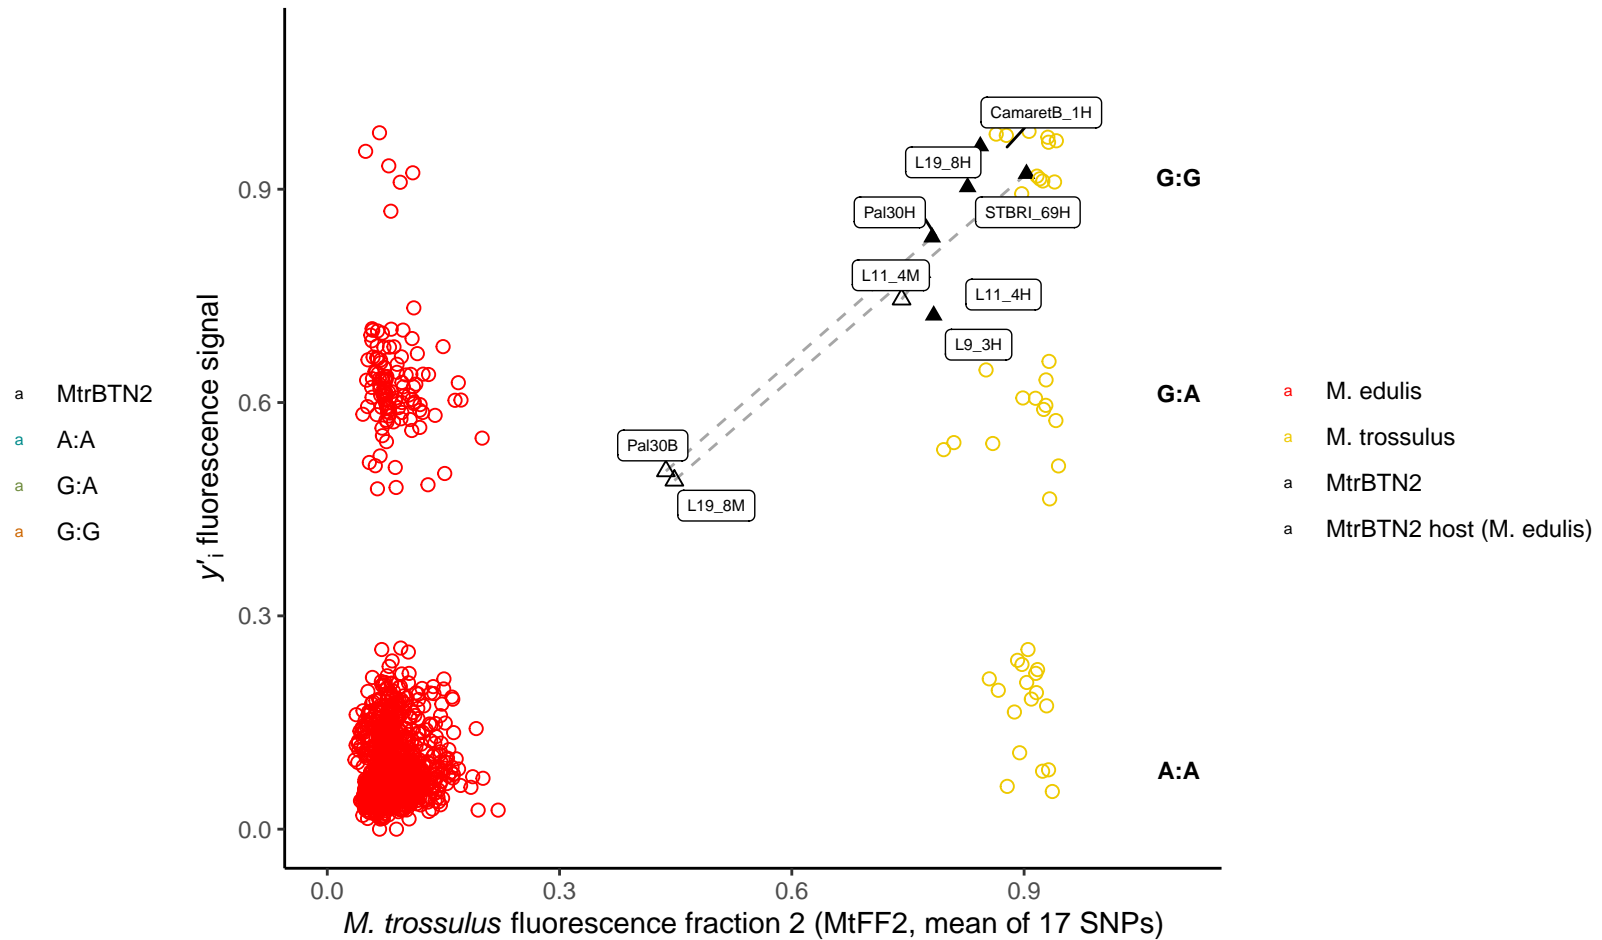 CamaretB_1H
L19_8H
G:G
0.9
Pal30H
STBRI_69H
L11_4M
L11_4H
L9_3H
y′i fluorescence signal
a MtrBTN2
a A:A
a G:A
a G:G
G:A
0.6
a M. edulis
a M. trossulus
a MtrBTN2
a MtrBTN2 host (M. edulis)
Pal30B
L19_8M
0.3
A:A
0.0
0.0 0.3 0.6 0.9
M. trossulus fluorescence fraction 2 (MtFF2, mean of 17 SNPs)